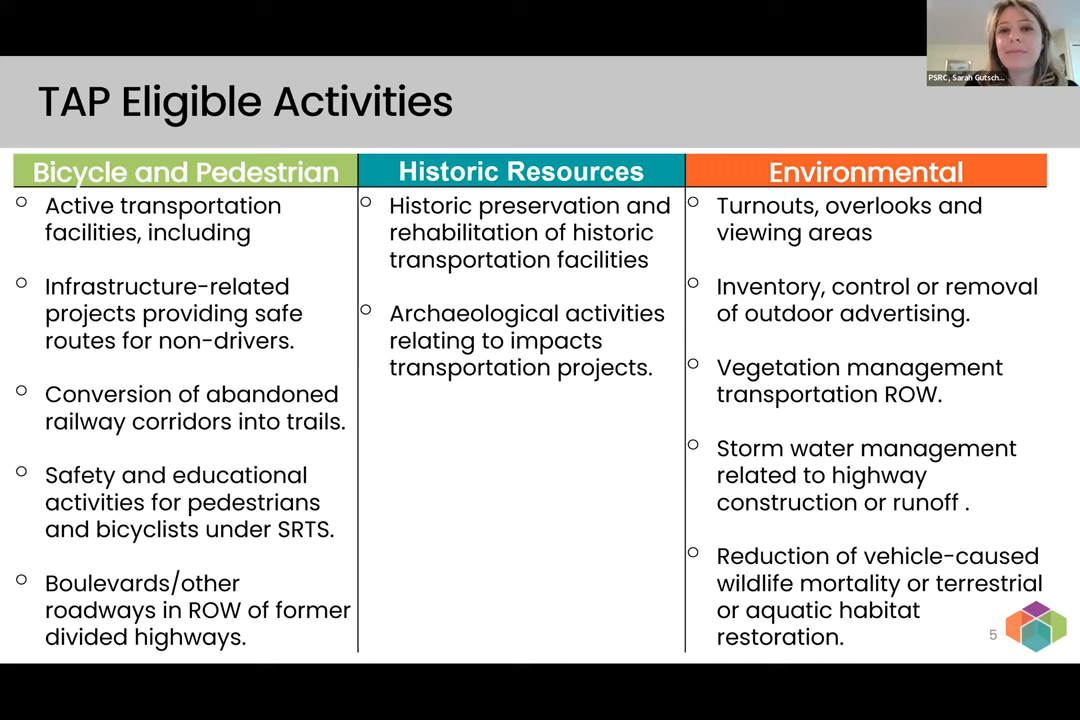 PSRC, Sarah Gutsch...
TAP Eligible Activities
Bicycle and Pedestrian
○ Active transportation
facilities, including
○ Infrastructure-related
projects providing safe
routes for non-drivers.
○ Conversion of abandoned
railway corridors into trails.
○ Safety and educational
activities for pedestrians
and bicyclists under SRTS.
○ Boulevards/other
roadways in ROW of former
divided highways.
Historic Resources
○ Historic preservation and
rehabilitation of historic
transportation facilities
○ Archaeological activities
relating to impacts
transportation projects.
Environmental
○ Turnouts, overlooks and
viewing areas
○ Inventory, control or removal
of outdoor advertising.
○ Vegetation management
transportation ROW.
○ Storm water management
related to highway
construction or runoff .
○ Reduction of vehicle-caused
wildlife mortality or terrestrial
or aquatic habitat
restoration.
5